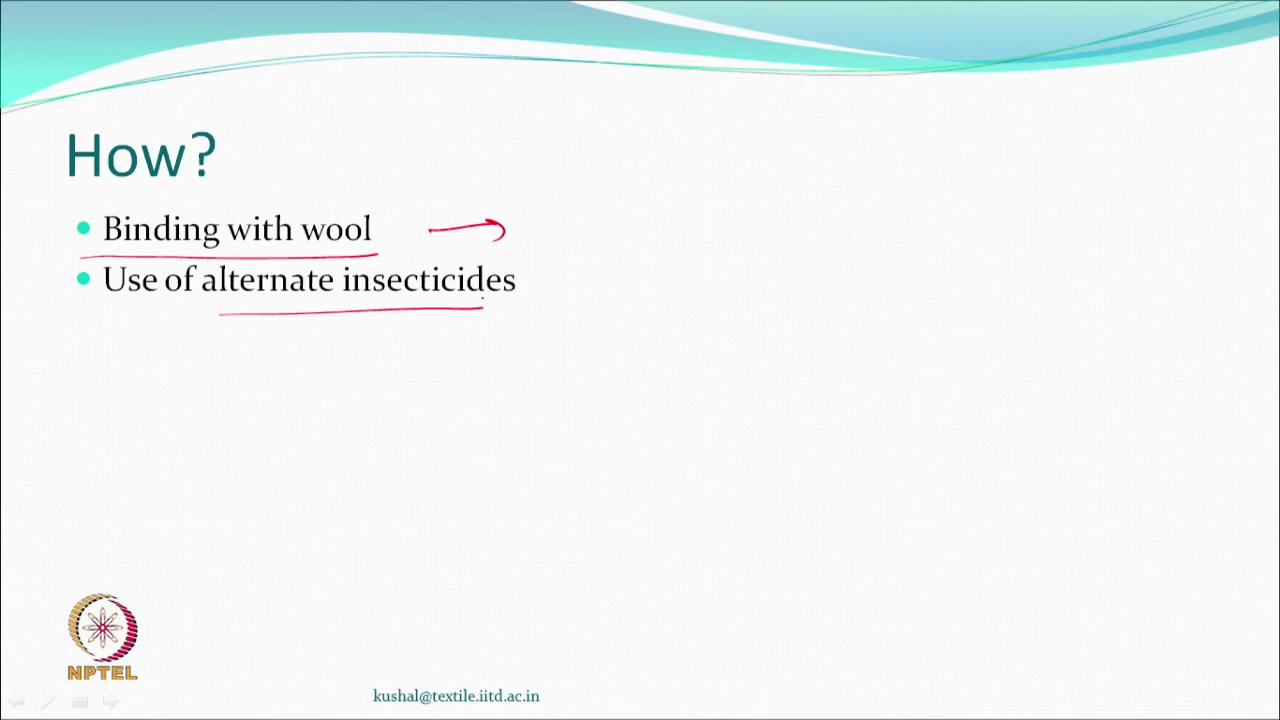 How?
Binding with wool
Use of alternate insecticides
NPTEL
kushal@textile.iitd.ac.in